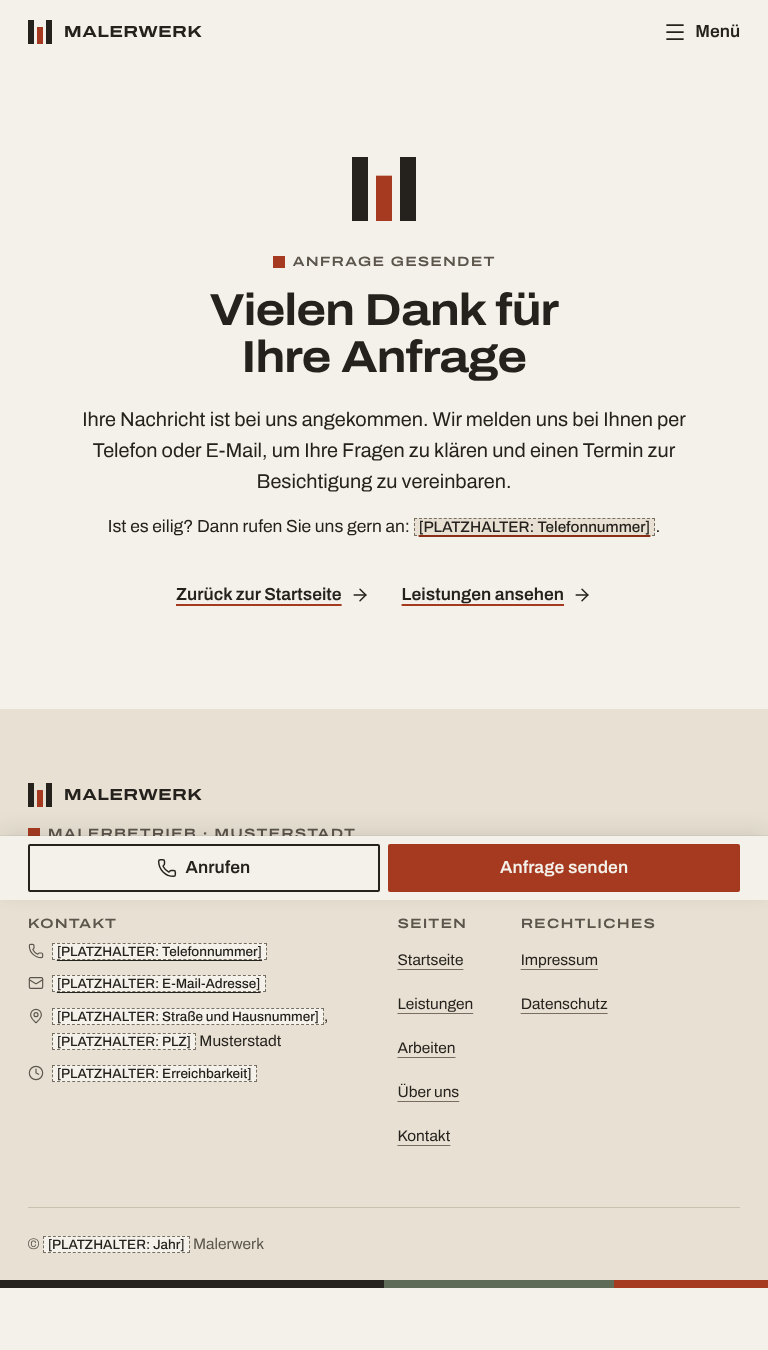 MALERWERK
Menü
ANFRAGE GESENDET
Vielen Dank für
Ihre Anfrage
Ihre Nachricht ist bei uns angekommen. Wir melden uns bei Ihnen per
Telefon oder E-Mail, um Ihre Fragen zu klären und einen Termin zur
Besichtigung zu vereinbaren.
Ist es eilig? Dann rufen Sie uns gern an: [PLATZHALTER: Telefonnummer].
Zurück zur Startseite
Leistungen ansehen
MALERWERK
MALERBETRIEB · MUSTERSTADT
Anrufen
Anfrage senden
KONTAKT
[PLATZHALTER: Telefonnummer]
[PLATZHALTER: E-Mail-Adresse]
[PLATZHALTER: Straße und Hausnummer],
[PLATZHALTER: PLZ] Musterstadt
[PLATZHALTER: Erreichbarkeit]
SEITEN
Startseite
Leistungen
Arbeiten
Über uns
Kontakt
RECHTLICHES
Impressum
Datenschutz
© [PLATZHALTER: Jahr] Malerwerk